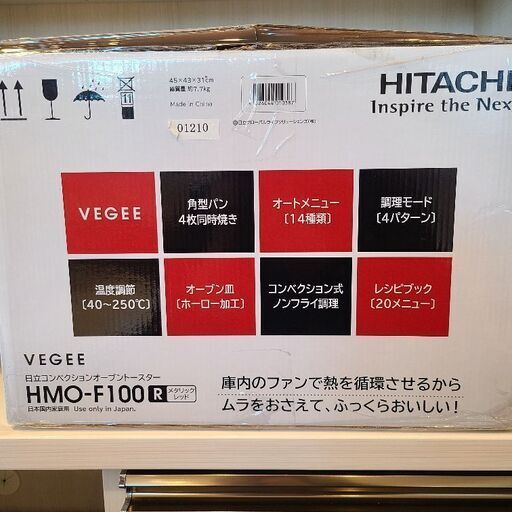 45×43×31cm
総質量 約7.7kg
Made in China
01210
HITACHI
Inspire the Nex
VEGEE
角型パン
4枚同時焼き
オートメニュー
〔14種類〕
調理モード
〔4パターン〕
温度調節
〔40～250℃〕
オーブン皿
〔ホーロー加工〕
コンベクション式
ノンフライ調理
レシピブック
〔20メニュー〕
VEGEE
日立コンベクションオーブントースター
HMO-F100 R メタリック
レッド
日本国内家庭用 Use only in Japan.
庫内のファンで熱を循環させるから
ムラをおさえて、ふっくらおいしい!